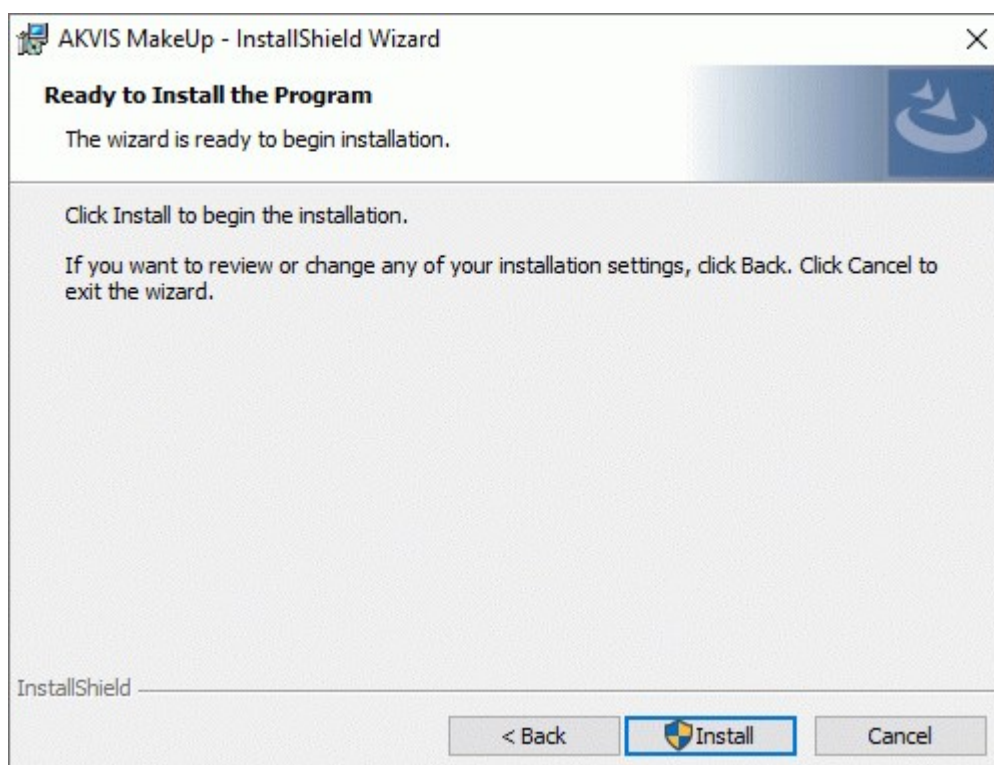 AKVIS MakeUp - InstallShield Wizard
Ready to Install the Program
The wizard is ready to begin installation.
Click Install to begin the installation.
If you want to review or change any of your installation settings, click Back. Click Cancel to
exit the wizard.
InstallShield
< Back
Install
Cancel